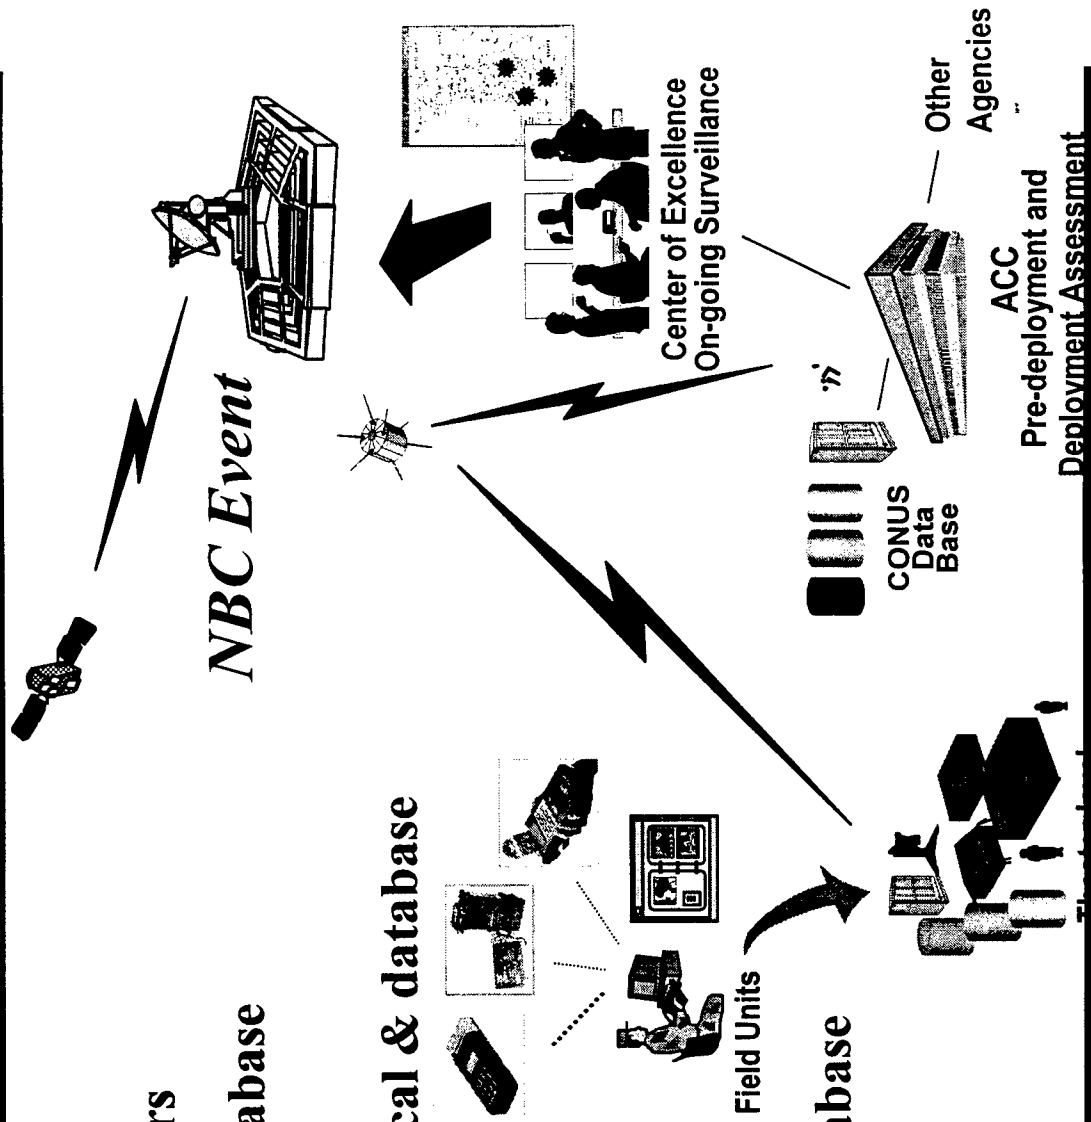 NBC Event
Center of Excellence
On-going Surveillance
Other
Agencies
ACC
Pre-deployment and
Deployment Assessment
CONUS
Data
Base
rs
abase
cal & database
Field Units
abase